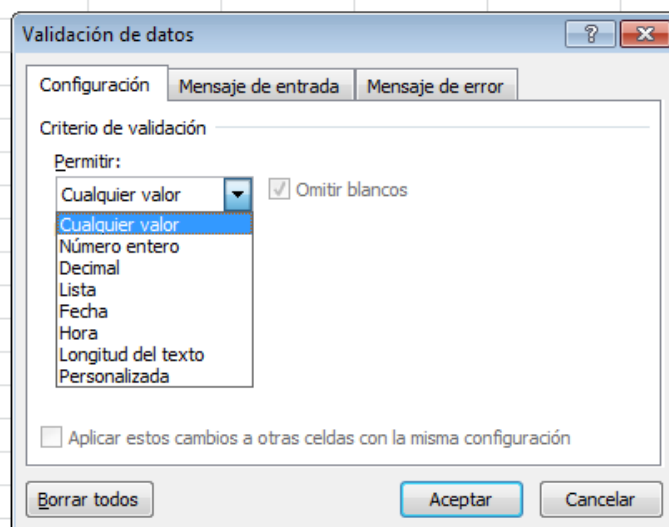 Validación de datos
Configuración
Mensaje de entrada
Mensaje de error
Criterio de validación
Permitir:
Cualquier valor
Omitir blancos
Cualquier valor
Número entero
Decimal
Lista
Fecha
Hora
Longitud del texto
Personalizada
Aplicar estos cambios a otras celdas con la misma configuración
Borrar todos
Aceptar
Cancelar